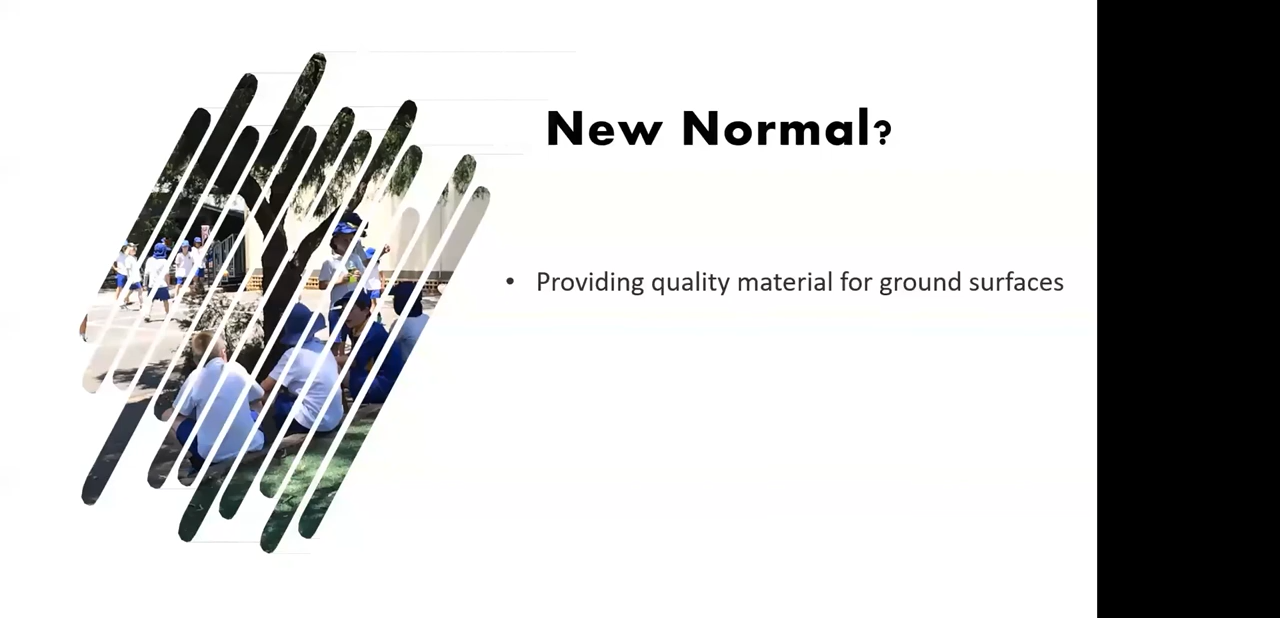 New Normal?
• Providing quality material for ground surfaces